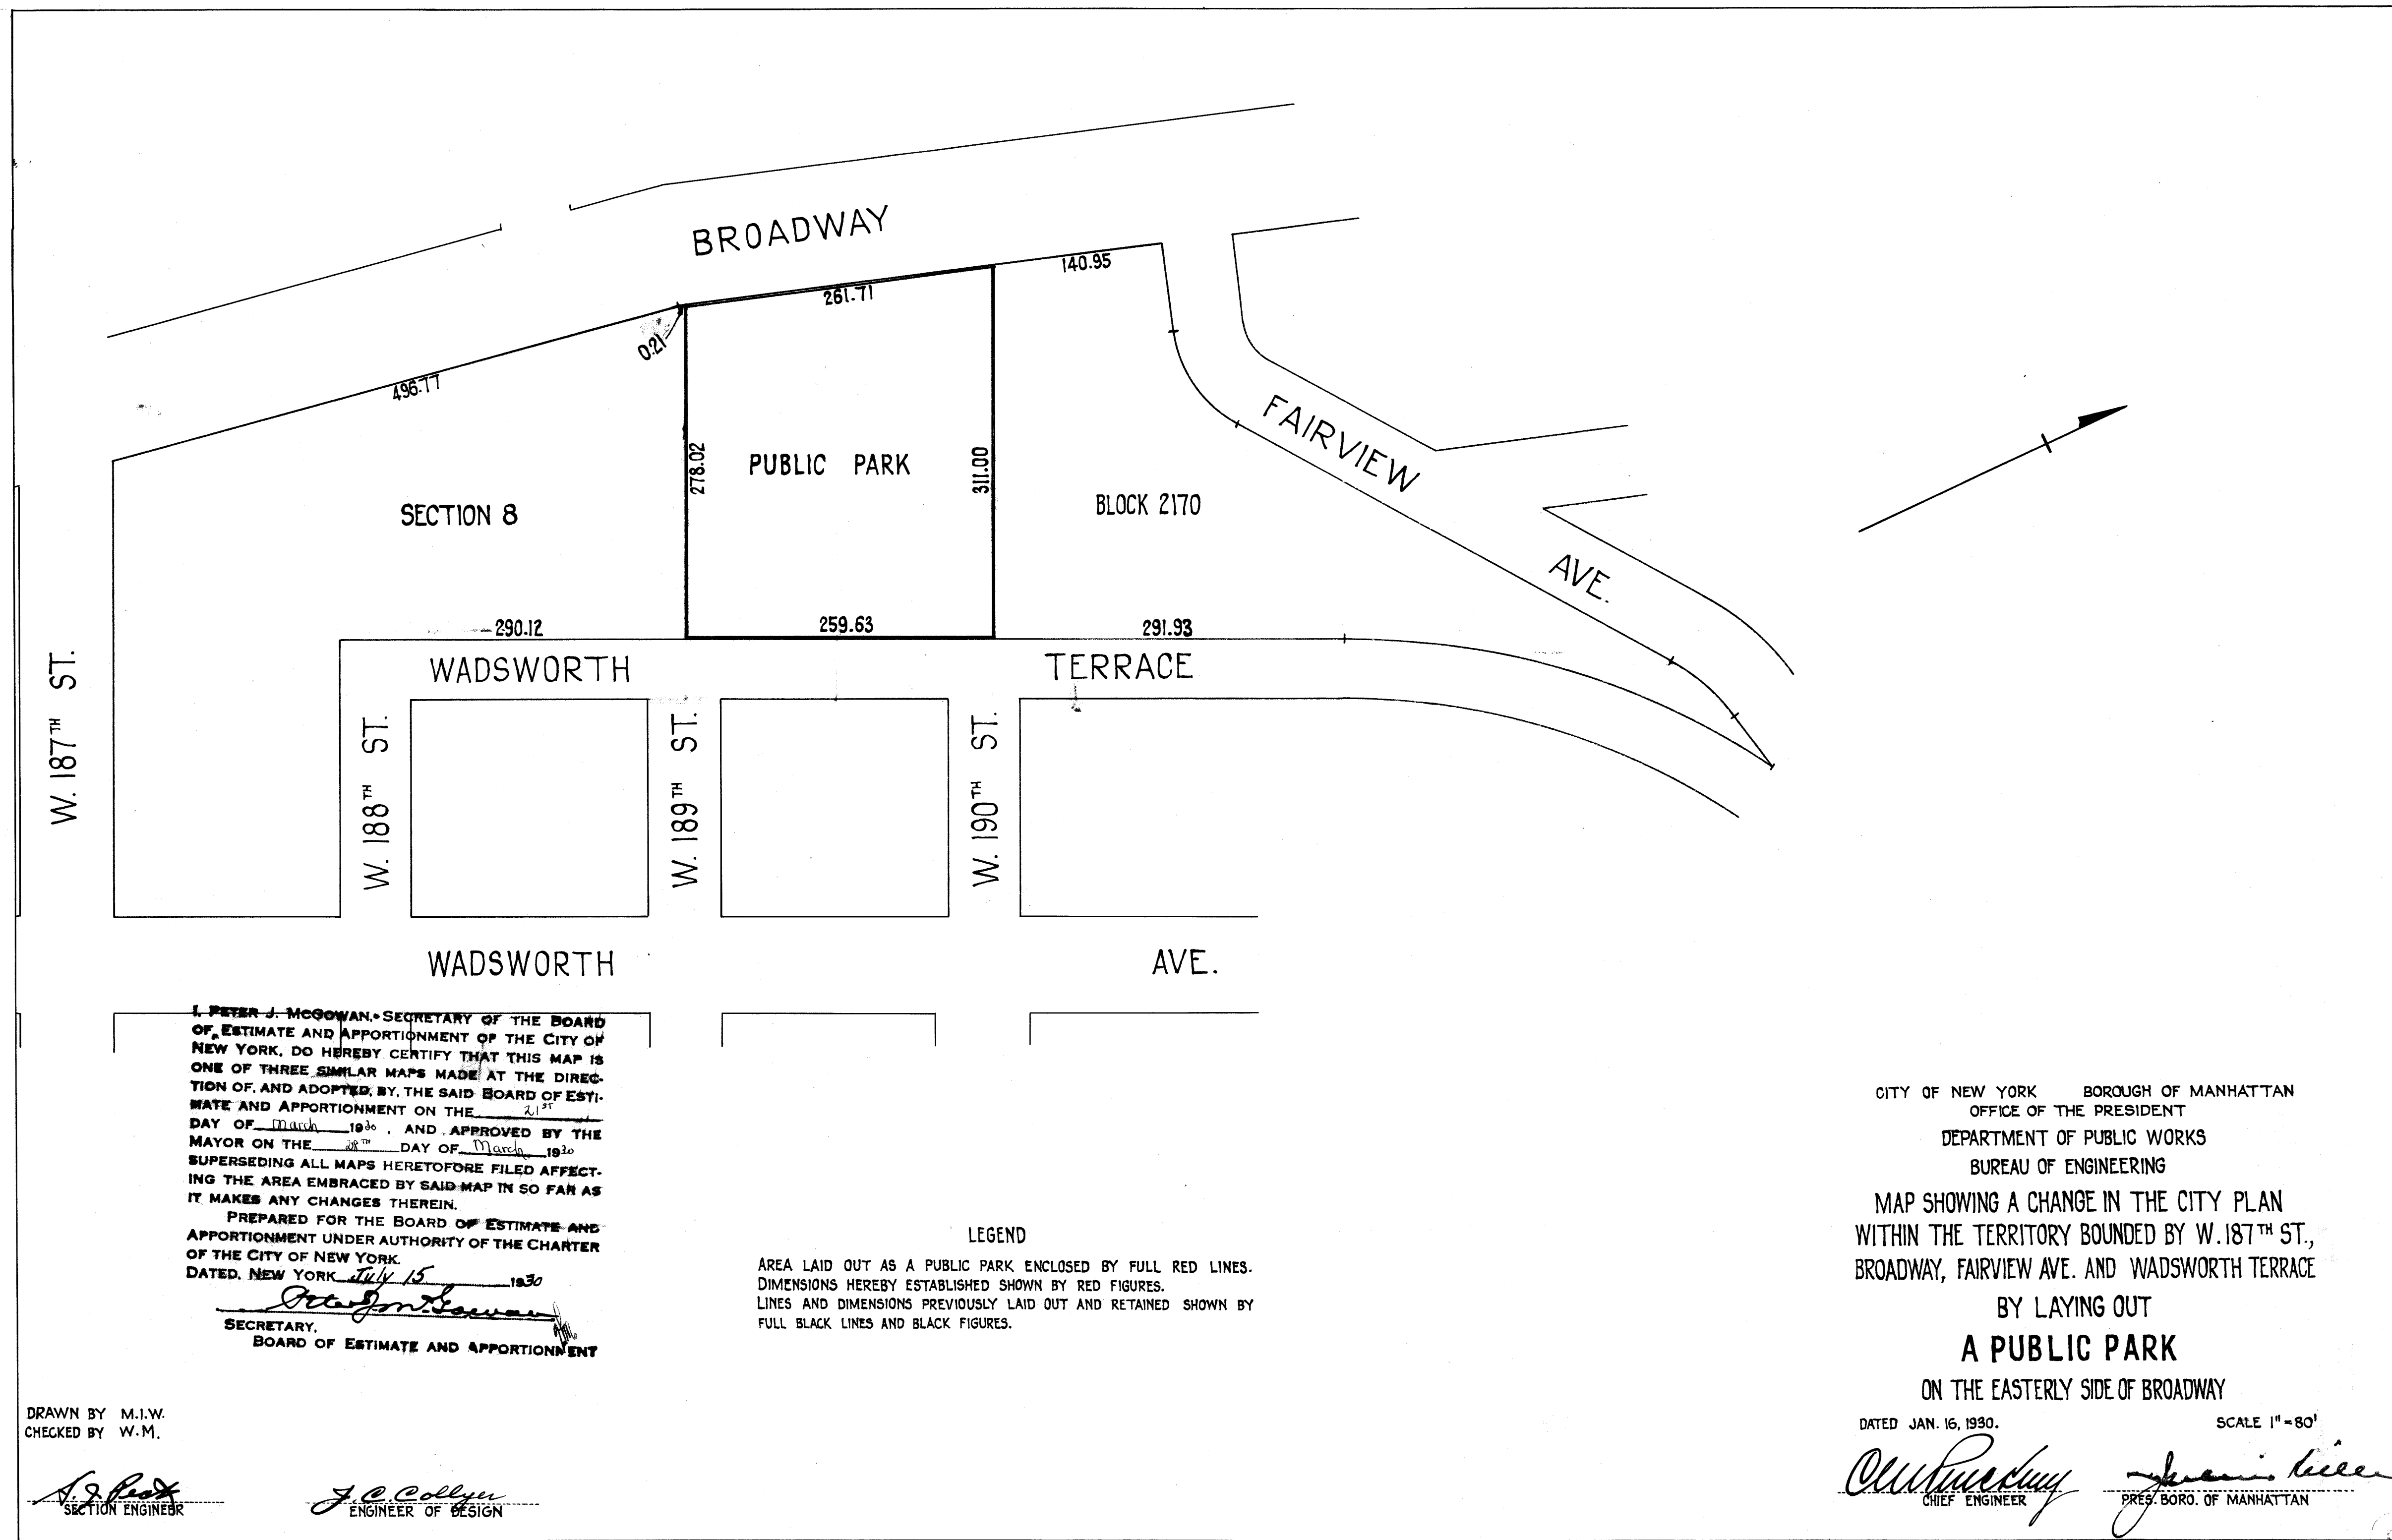 BROADWAY
140.95
261.71
0.21
496.77
FAIRVIEW
AVE.
278.02
PUBLIC PARK
311.00
BLOCK 2170
SECTION 8
290.12
259.63
291.93
WADSWORTH TERRACE
W. 187TH ST.
W. 188TH ST.
W. 189TH ST.
W. 190TH ST.
WADSWORTH AVE.
I, PETER J. MCGOWAN, SECRETARY OF THE BOARD
OF ESTIMATE AND APPORTIONMENT OF THE CITY OF
NEW YORK, DO HEREBY CERTIFY THAT THIS MAP IS
ONE OF THREE SIMILAR MAPS MADE AT THE DIREC-
TION OF, AND ADOPTED, BY, THE SAID BOARD OF ESTI-
MATE AND APPORTIONMENT ON THE 21ST
DAY OF March 1930, AND APPROVED BY THE
MAYOR ON THE 28TH DAY OF March 1930
SUPERSEDING ALL MAPS HERETOFORE FILED AFFECT-
ING THE AREA EMBRACED BY SAID MAP IN SO FAR AS
IT MAKES ANY CHANGES THEREIN.
PREPARED FOR THE BOARD OF ESTIMATE AND
APPORTIONMENT UNDER AUTHORITY OF THE CHARTER
OF THE CITY OF NEW YORK.
DATED, NEW YORK July 15 1930
Peter J. McGowan
SECRETARY,
BOARD OF ESTIMATE AND APPORTIONMENT
LEGEND
AREA LAID OUT AS A PUBLIC PARK ENCLOSED BY FULL RED LINES.
DIMENSIONS HEREBY ESTABLISHED SHOWN BY RED FIGURES.
LINES AND DIMENSIONS PREVIOUSLY LAID OUT AND RETAINED SHOWN BY
FULL BLACK LINES AND BLACK FIGURES.
CITY OF NEW YORK BOROUGH OF MANHATTAN
OFFICE OF THE PRESIDENT
DEPARTMENT OF PUBLIC WORKS
BUREAU OF ENGINEERING
MAP SHOWING A CHANGE IN THE CITY PLAN
WITHIN THE TERRITORY BOUNDED BY W. 187TH ST.,
BROADWAY, FAIRVIEW AVE. AND WADSWORTH TERRACE
BY LAYING OUT
A PUBLIC PARK
ON THE EASTERLY SIDE OF BROADWAY
DATED JAN. 16, 1930. SCALE 1"=80'
CHIEF ENGINEER
PRES. BORO. OF MANHATTAN
DRAWN BY M.I.W.
CHECKED BY W.M.
SECTION ENGINEER
J. C. Collyer
ENGINEER OF DESIGN